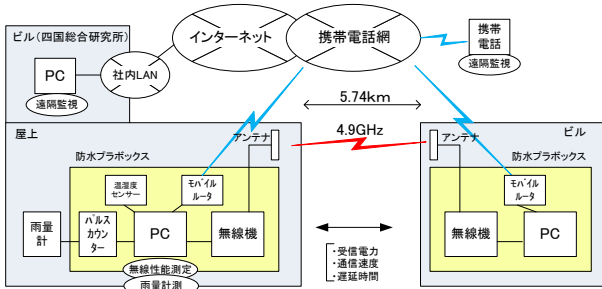 ビル(四国総合研究所)
PC
遠隔監視
社内LAN
インターネット
携帯電話網
携帯
電話
遠隔監視
5.74km
4.9GHz
屋上
アンテナ
防水プラボックス
温湿度
センサー
モバイル
ルータ
雨量
計
パルス
カウン
ター
PC
無線機
無線性能測定
雨量計測
・受信電力
・通信速度
・遅延時間
ビル
アンテナ
防水プラボックス
モバイル
ルータ
無線機
PC